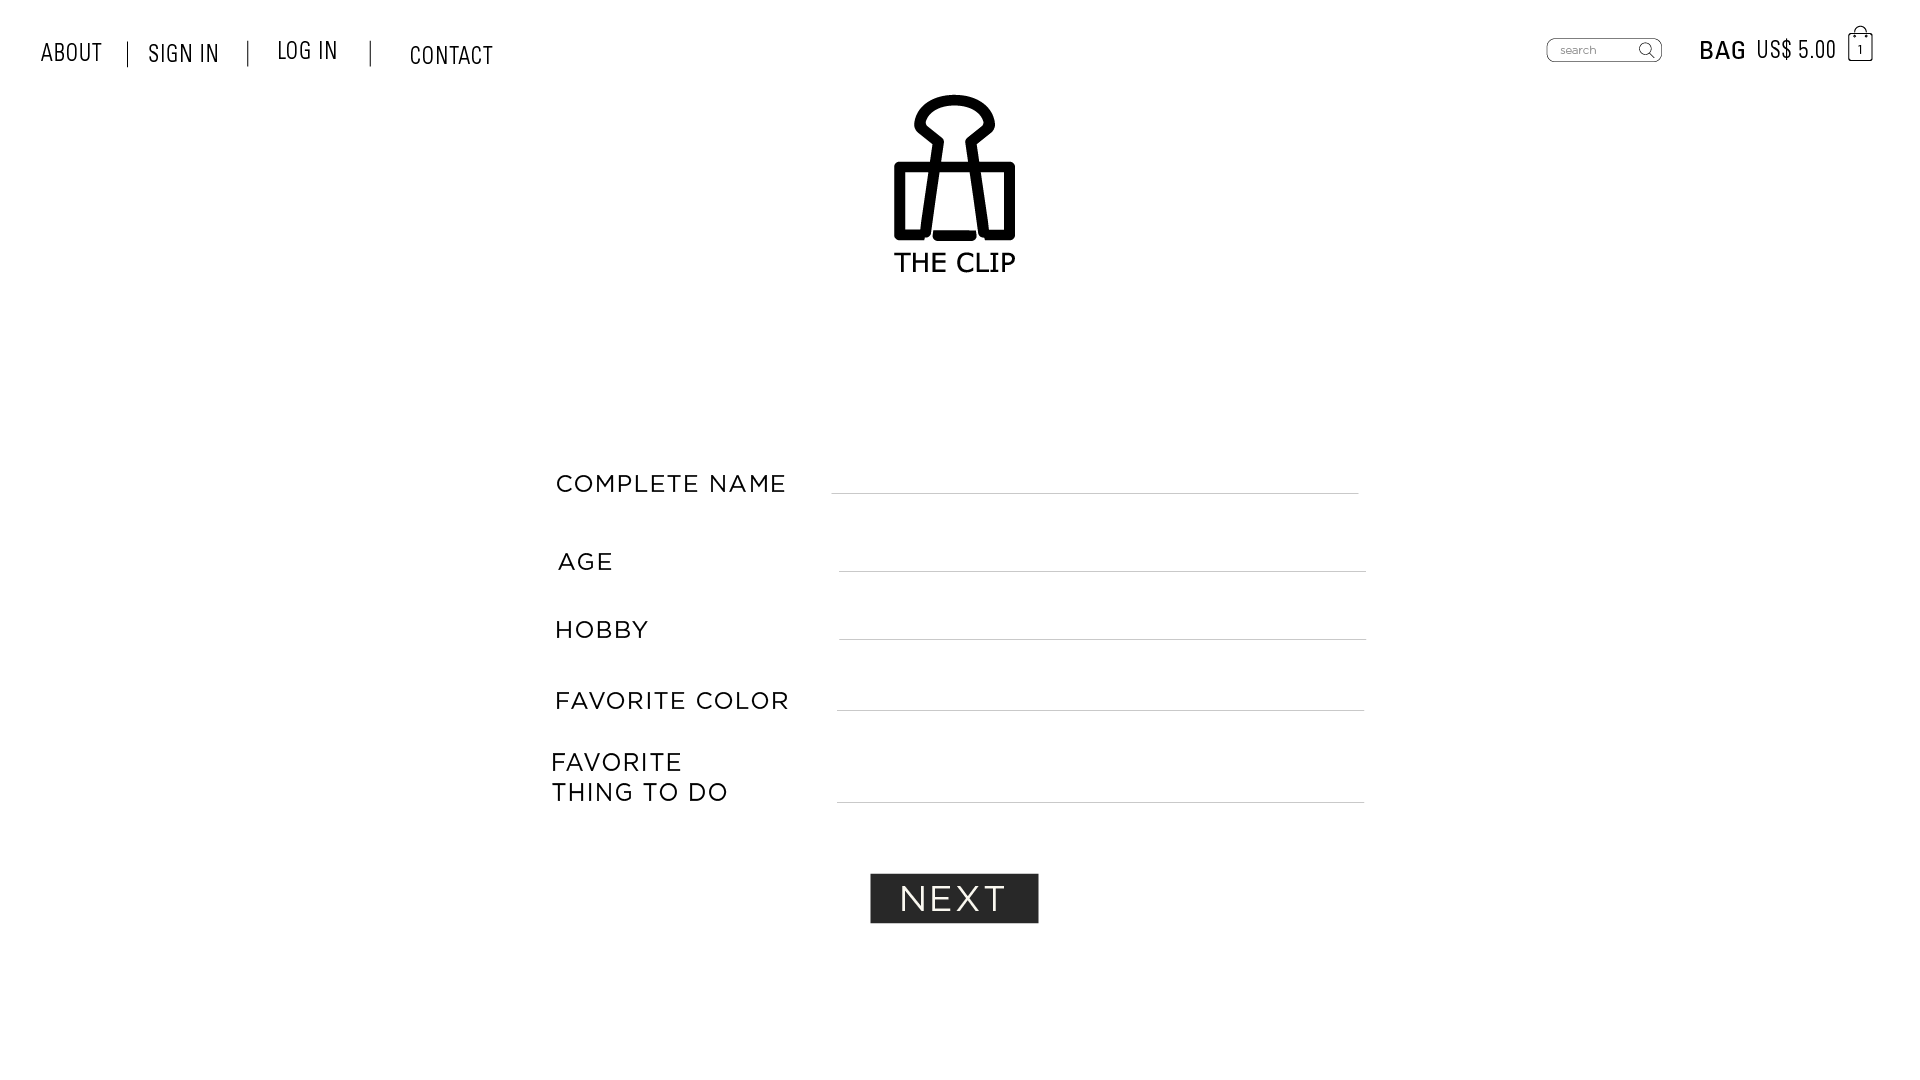 ABOUT | SIGN IN | LOG IN | CONTACT
search
BAG US$ 5.00
1
THE CLIP
COMPLETE NAME
AGE
HOBBY
FAVORITE COLOR
FAVORITE
THING TO DO
NEXT